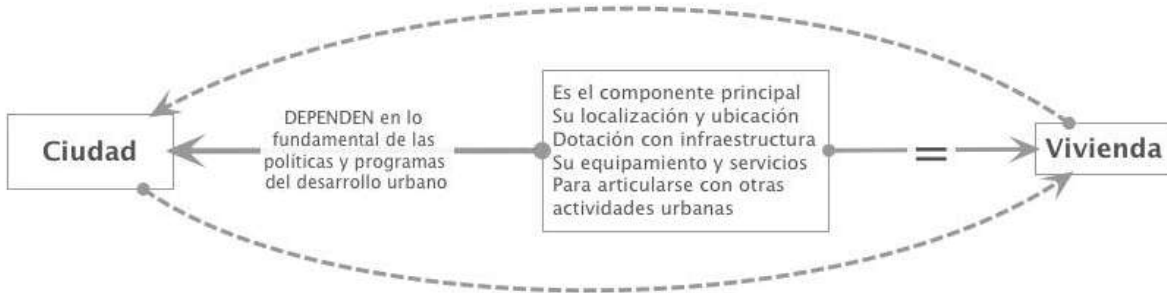 Ciudad
DEPENDEN en lo
fundamental de las
políticas y programas
del desarrollo urbano
Es el componente principal
Su localización y ubicación
Dotación con infraestructura
Su equipamiento y servicios
Para articularse con otras
actividades urbanas
=
Vivienda